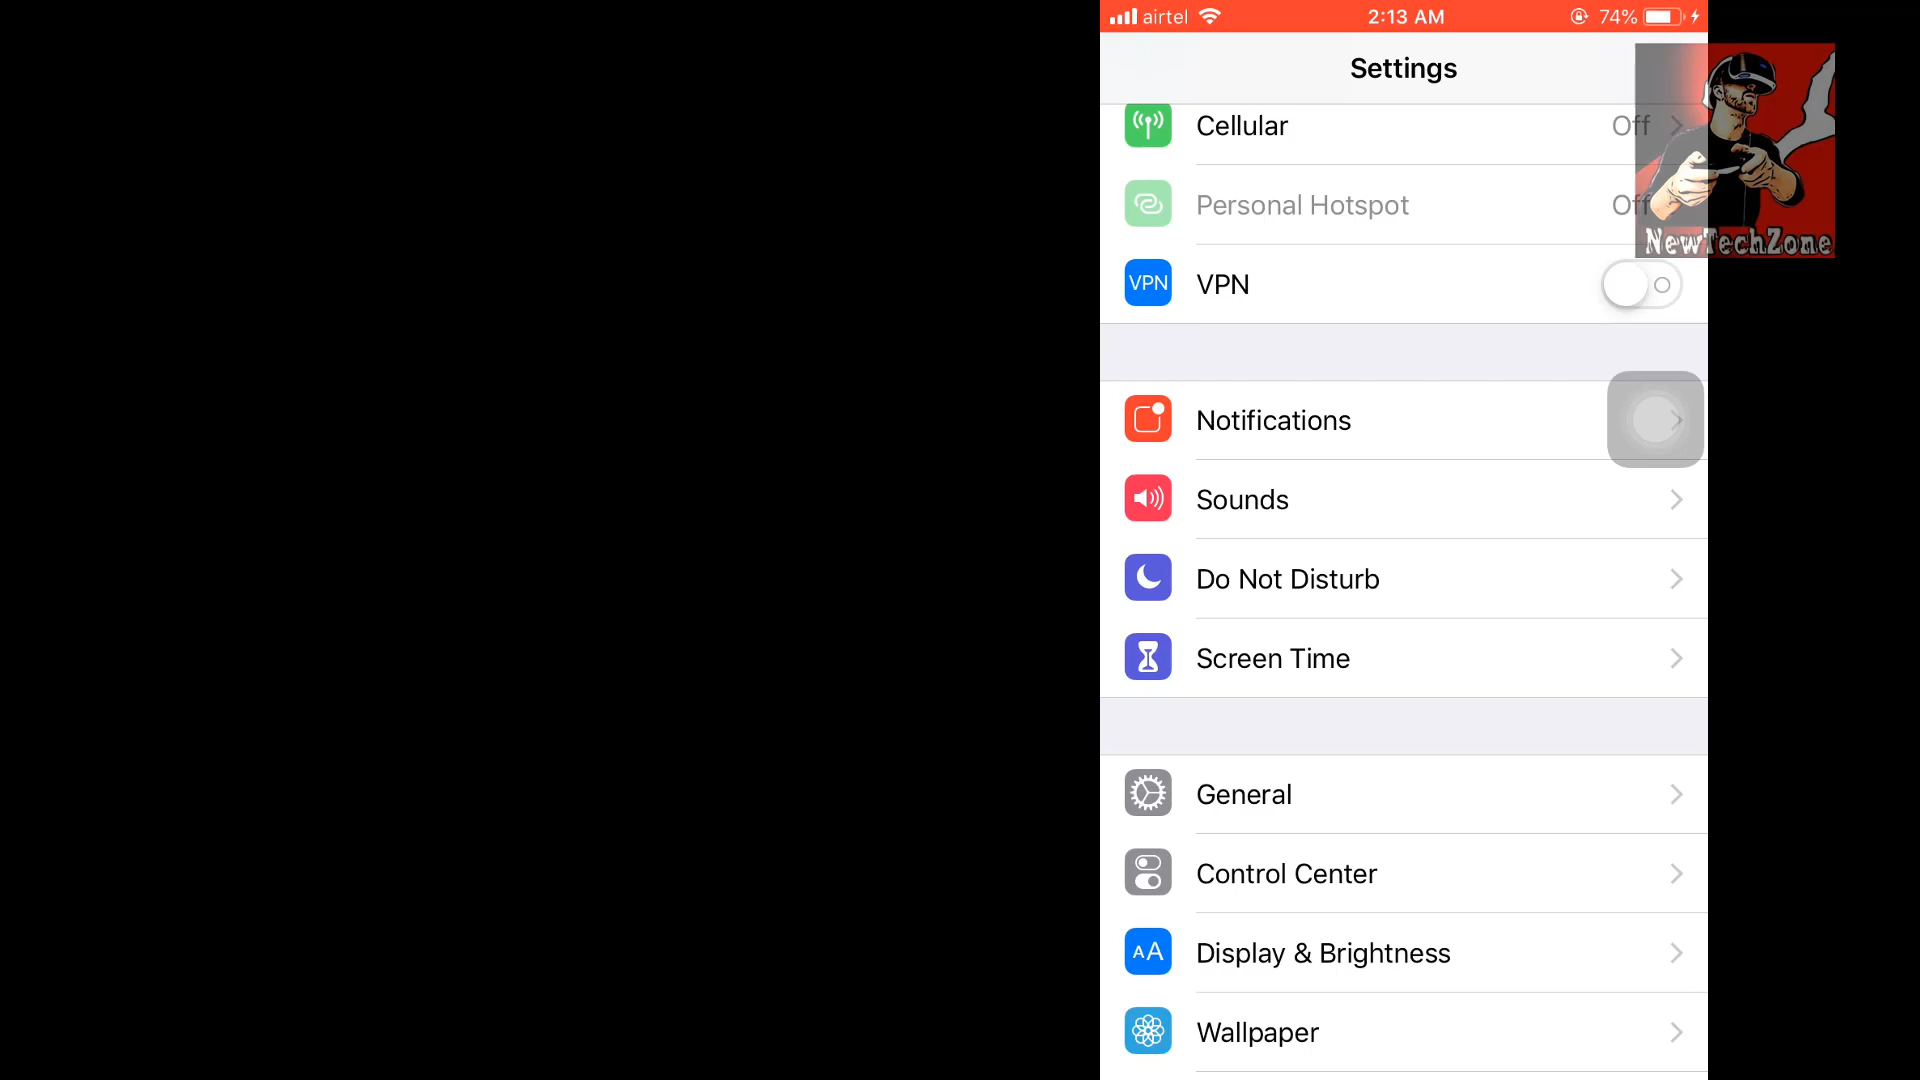 airtel 2:13 AM 74%
Settings
Cellular Off
Personal Hotspot Off
NewTechZone
VPN VPN
Notifications
Sounds
Do Not Disturb
Screen Time
General
Control Center
AA Display & Brightness
Wallpaper